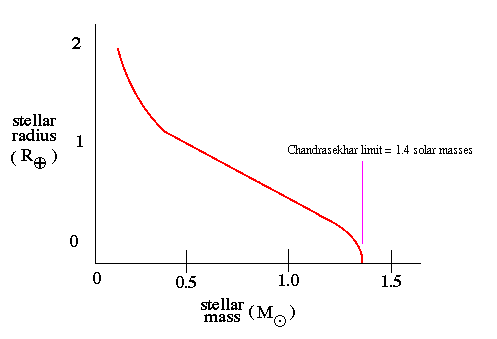 2
stellar
radius
( R⊕ )
1
Chandrasekhar limit = 1.4 solar masses
0
0
0.5
1.0
1.5
stellar
mass ( M⊙ )